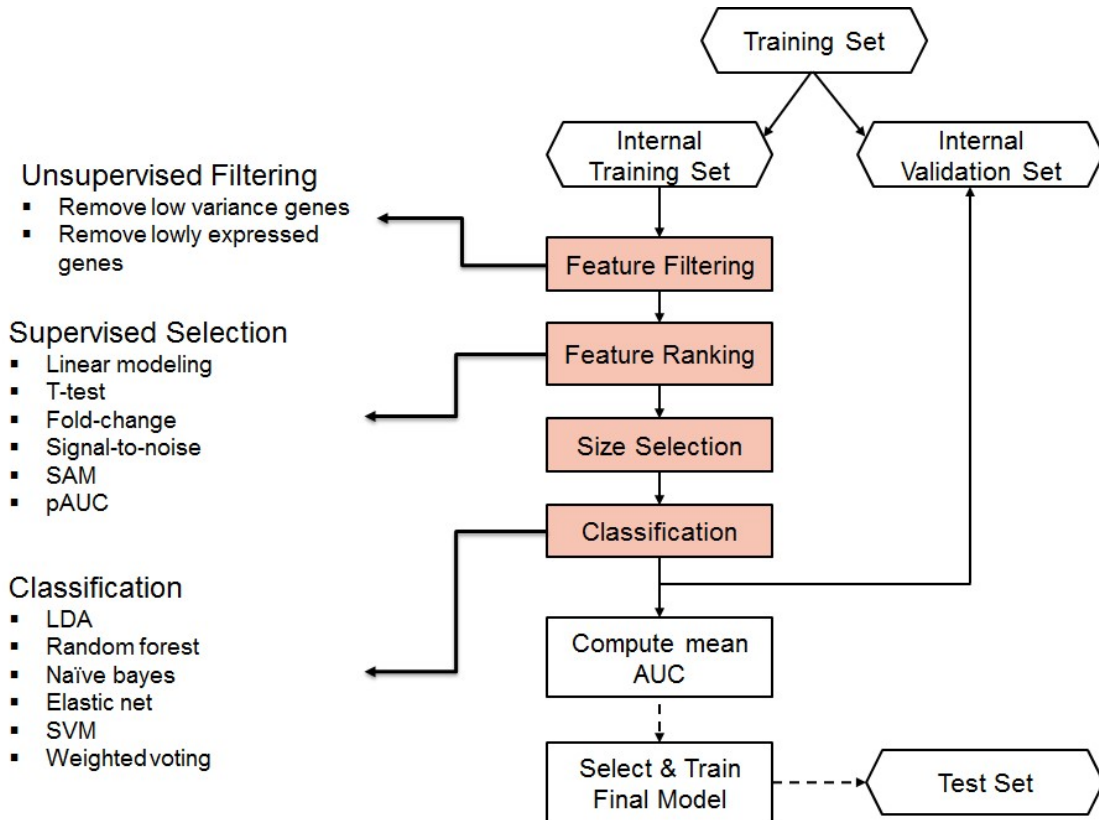 Training Set
Internal
Training Set
Internal
Validation Set
Unsupervised Filtering
▪ Remove low variance genes
▪ Remove lowly expressed
genes
Feature Filtering
Supervised Selection
▪ Linear modeling
▪ T-test
▪ Fold-change
▪ Signal-to-noise
▪ SAM
▪ pAUC
Feature Ranking
Size Selection
Classification
Classification
▪ LDA
▪ Random forest
▪ Naïve bayes
▪ Elastic net
▪ SVM
▪ Weighted voting
Compute mean
AUC
Select & Train
Final Model
Test Set